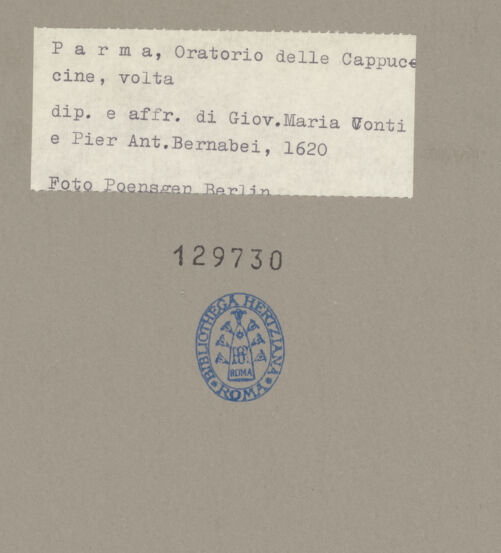 P a r m a, Oratorio delle Cappucc
cine, volta
dip. e affr. di Giov.Maria Conti
e Pier Ant.Bernabei, 1620
Foto Poensgen Berlin
129730
BIBLIOTHECA HERTZIANA
ROMA
ROMA